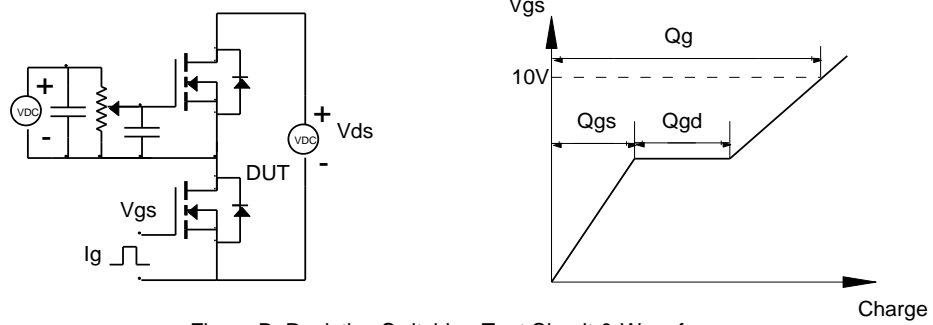 Vgs
Qg
10V
Qgs
Qgd
Charge
+
VDC
-
+
VDC
Vds
-
DUT
Vgs
Ig